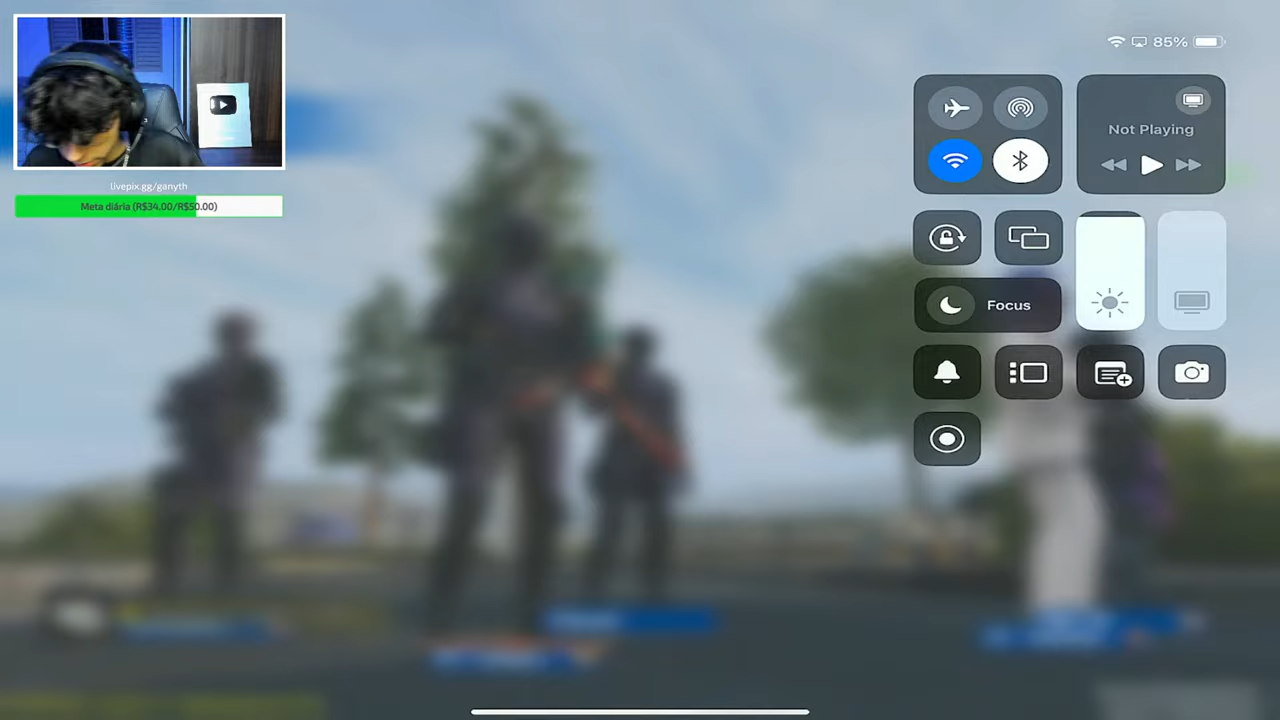 85%
Not Playing
livepix.gg/ganyth
Meta diária (R$34.00/R$50.00)
Focus